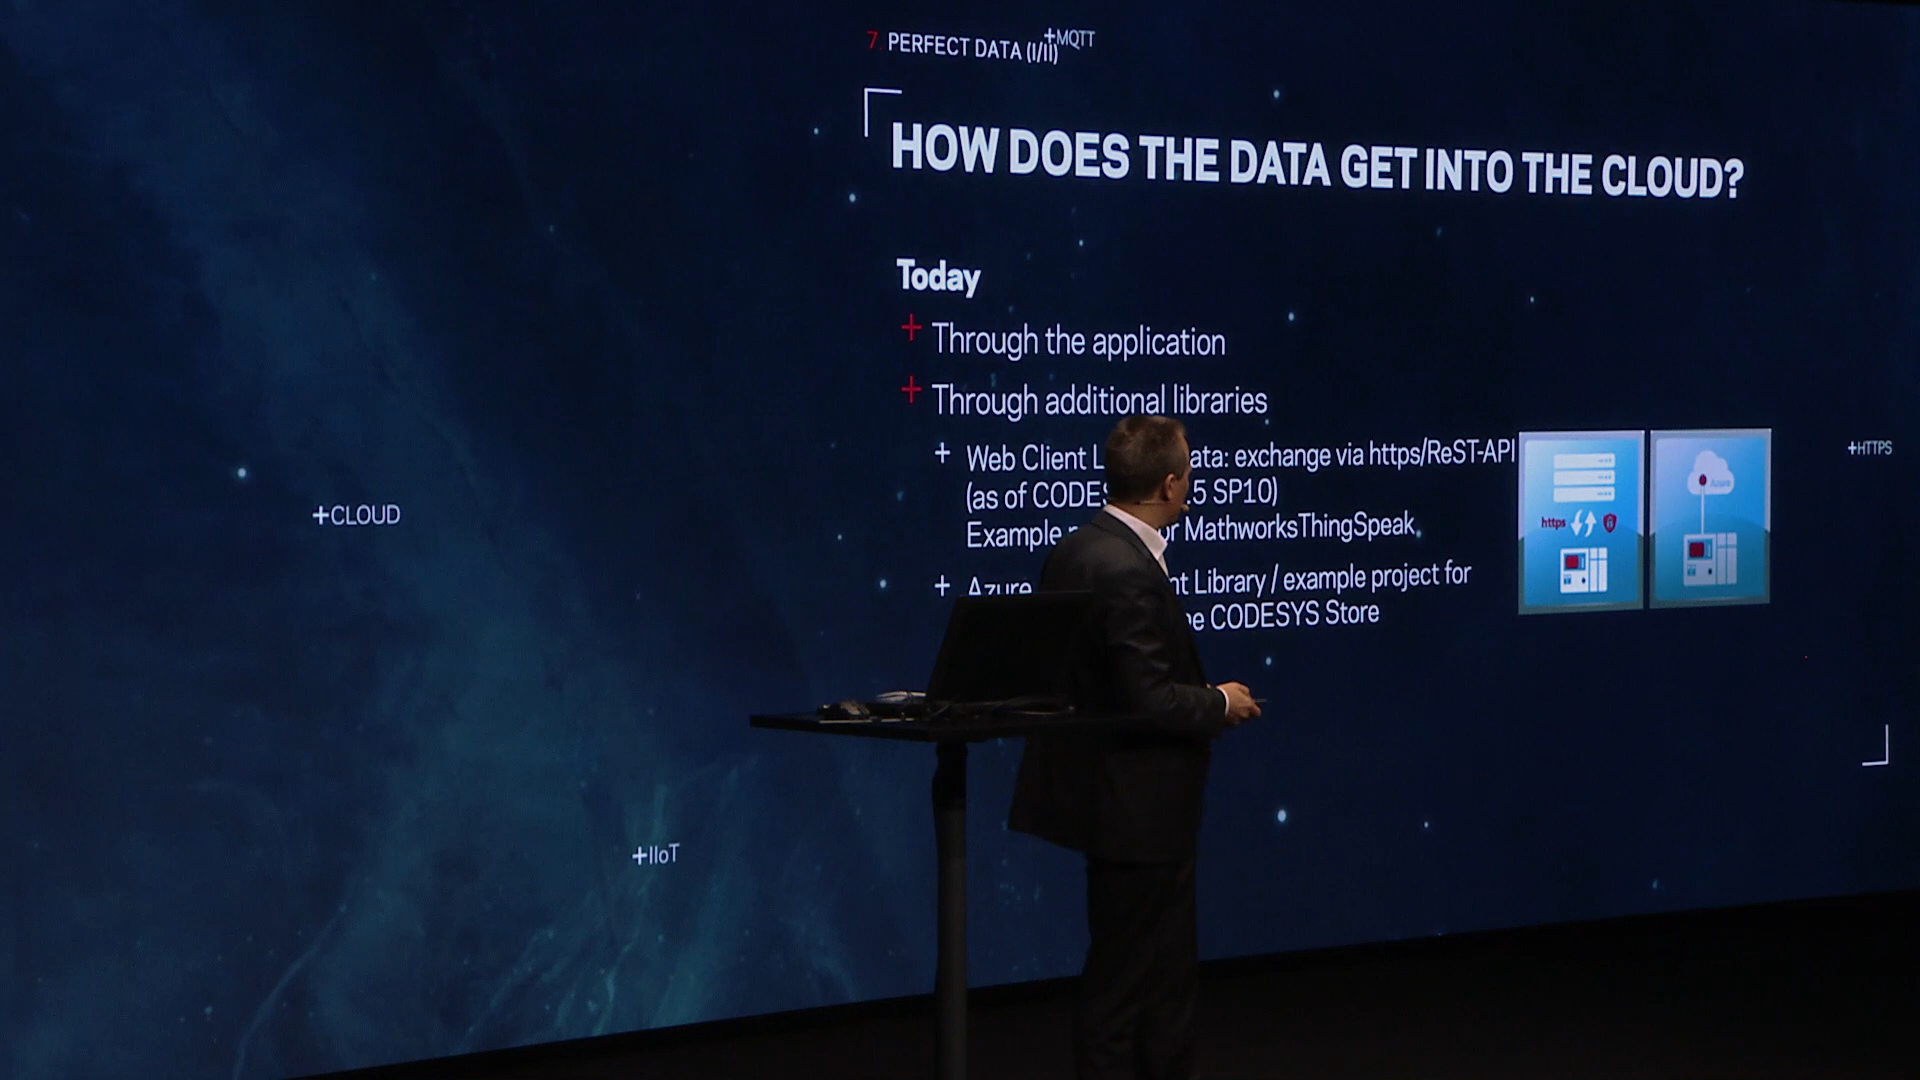 7. PERFECT DATA (I/II)
+MQTT
HOW DOES THE DATA GET INTO THE CLOUD?
Today
+ Through the application
+ Through additional libraries
+ Web Client L ata: exchange via https/ReST-API
(as of CODES .5 SP10)
Example or MathworksThingSpeak
+ Azure nt Library / example project for
CODESYS Store
https
Azure
+HTTPS
+CLOUD
+IIoT